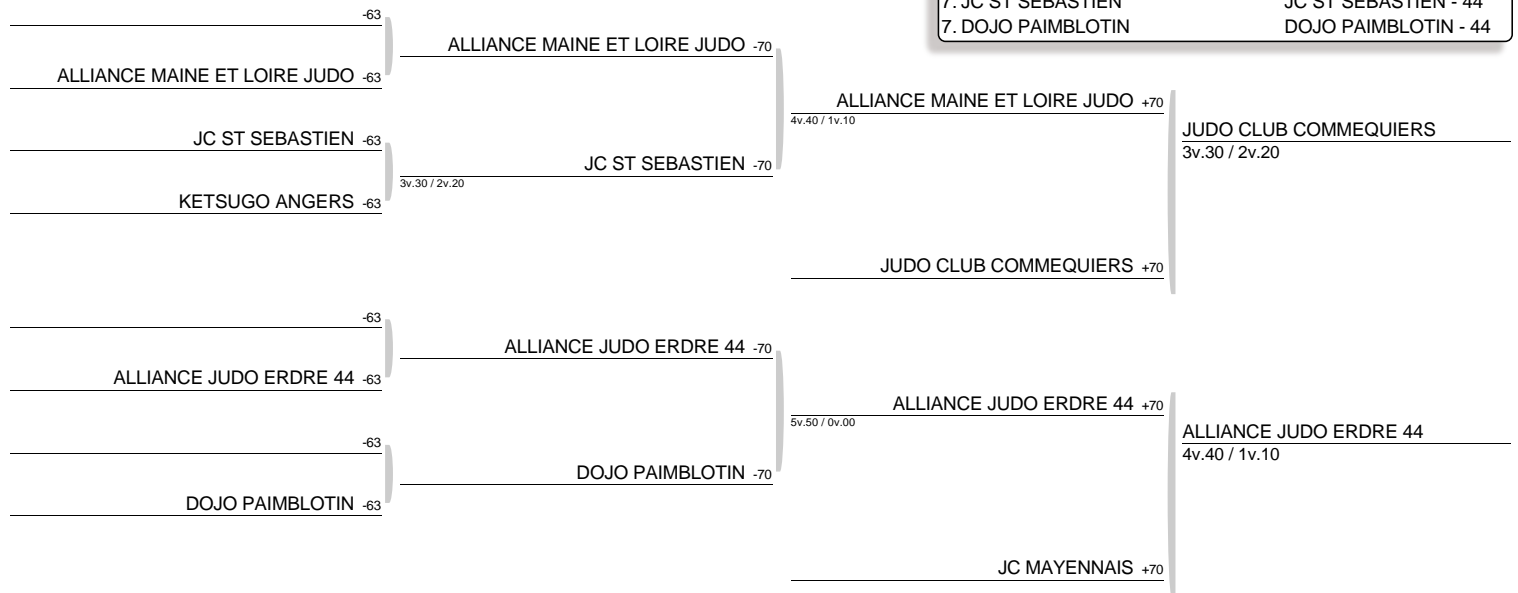 7. JC ST SEBASTIEN JC ST SEBASTIEN - 44
7. DOJO PAIMBLOTIN DOJO PAIMBLOTIN - 44
-63
ALLIANCE MAINE ET LOIRE JUDO -63
JC ST SEBASTIEN -63
KETSUGO ANGERS -63
-63
ALLIANCE JUDO ERDRE 44 -63
-63
DOJO PAIMBLOTIN -63
ALLIANCE MAINE ET LOIRE JUDO -70
JC ST SEBASTIEN -70
3v.30 / 2v.20
ALLIANCE JUDO ERDRE 44 -70
DOJO PAIMBLOTIN -70
ALLIANCE MAINE ET LOIRE JUDO +70
4v.40 / 1v.10
JUDO CLUB COMMEQUIERS +70
ALLIANCE JUDO ERDRE 44 +70
5v.50 / 0v.00
JC MAYENNAIS +70
JUDO CLUB COMMEQUIERS
3v.30 / 2v.20
ALLIANCE JUDO ERDRE 44
4v.40 / 1v.10